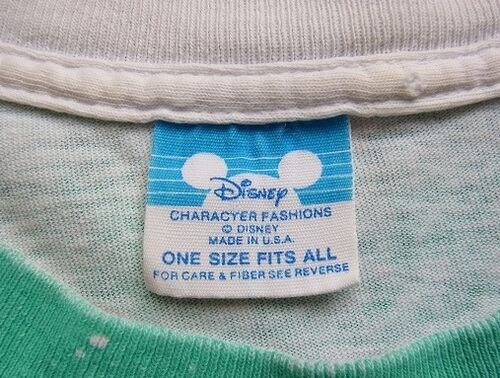 Disney
CHARACTER FASHIONS
© DISNEY
MADE IN U.S.A.
ONE SIZE FITS ALL
FOR CARE & FIBER SEE REVERSE